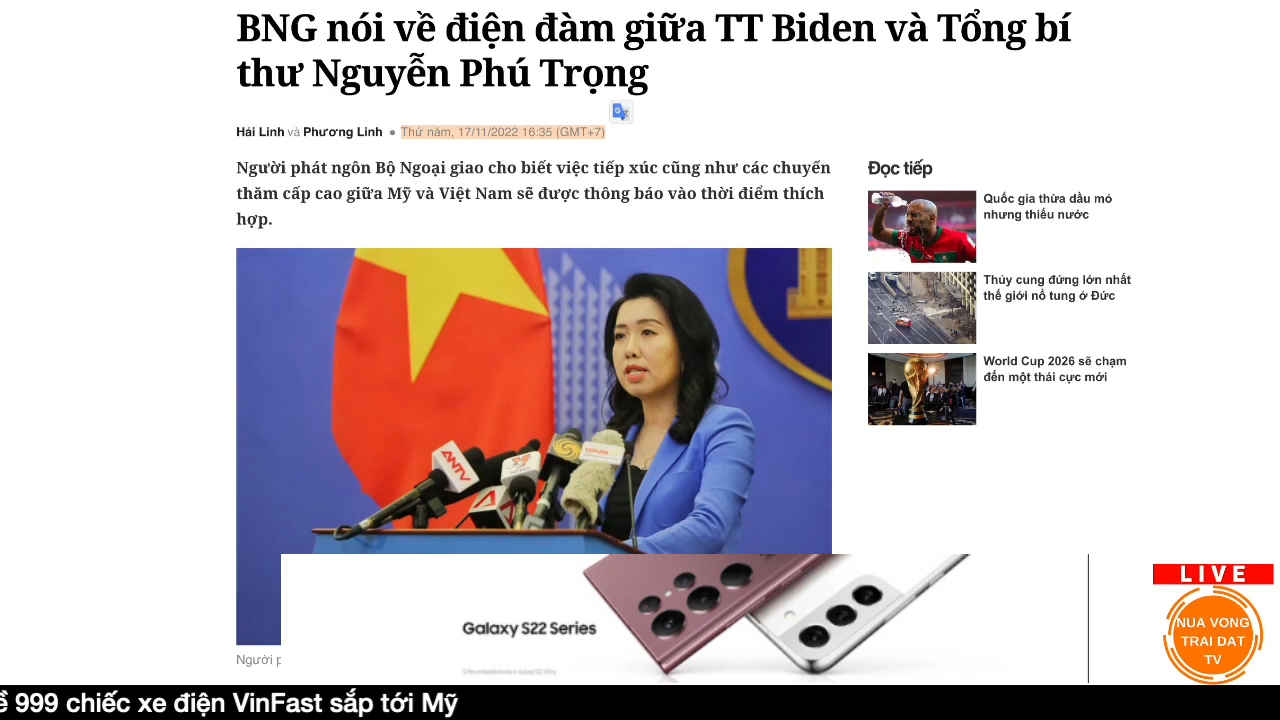 BNG nói về điện đàm giữa TT Biden và Tổng bí
thư Nguyễn Phú Trọng
Hải Linh và Phương Linh • Thứ năm, 17/11/2022 16:35 (GMT+7)
Người phát ngôn Bộ Ngoại giao cho biết việc tiếp xúc cũng như các chuyến
thăm cấp cao giữa Mỹ và Việt Nam sẽ được thông báo vào thời điểm thích
hợp.
Đọc tiếp
Quốc gia thừa dầu mỏ
nhưng thiếu nước
Thủy cung đứng lớn nhất
thế giới nổ tung ở Đức
World Cup 2026 sẽ chạm
đến một thái cực mới
ANTV
QPVN
Galaxy S22 Series
Người p
LIVE
NUA VONG
TRAI DAT
TV
ề 999 chiếc xe điện VinFast sắp tới Mỹ